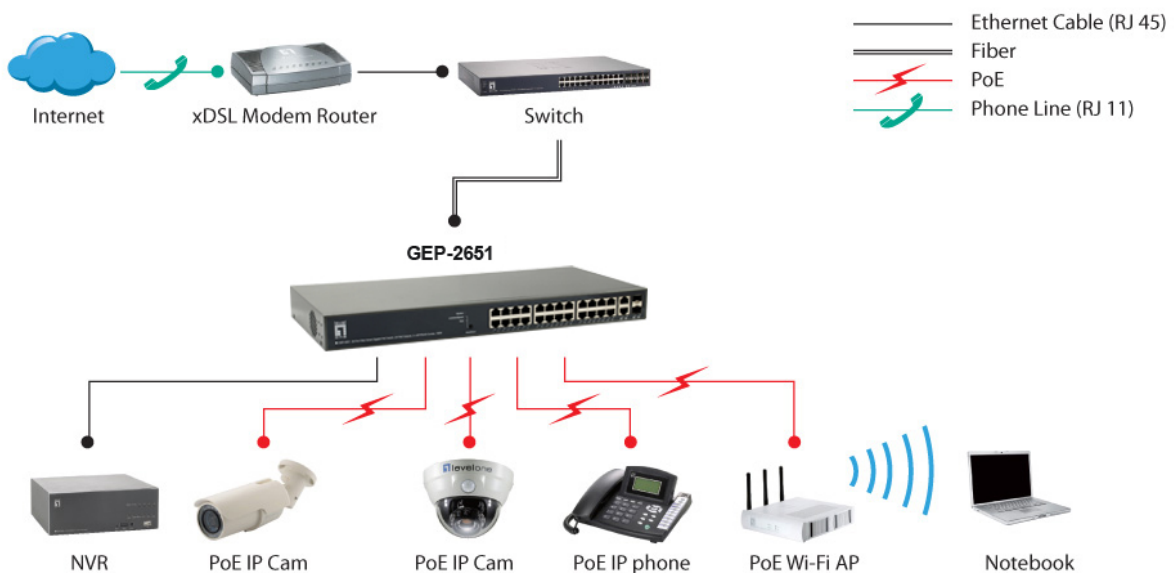 Ethernet Cable (RJ 45)
Fiber
PoE
Phone Line (RJ 11)
Internet
xDSL Modem Router
Switch
GEP-2651
levelone
NVR
PoE IP Cam
PoE IP Cam
PoE IP phone
PoE Wi-Fi AP
Notebook